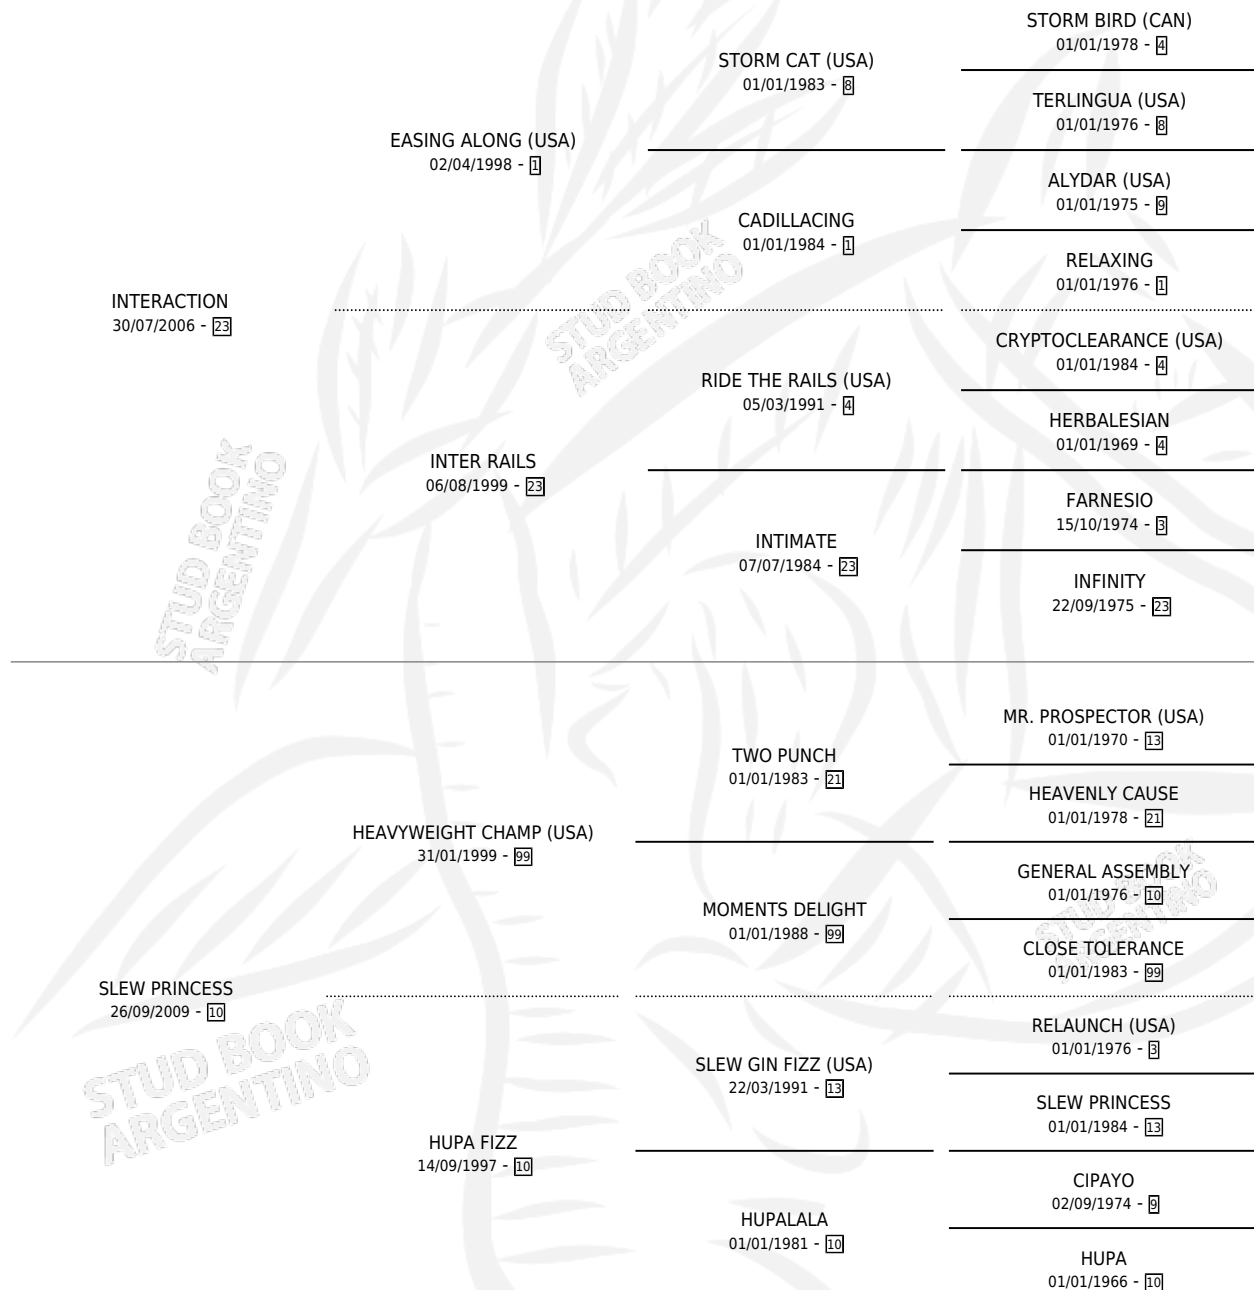 STORM BIRD (CAN)
01/01/1978 - 4
STORM CAT (USA)
01/01/1983 - 8
TERLINGUA (USA)
01/01/1976 - 8
EASING ALONG (USA)
02/04/1998 - 1
ALYDAR (USA)
01/01/1975 - 9
CADILLACING
01/01/1984 - 1
RELAXING
01/01/1976 - 1
INTERACTION
30/07/2006 - 23
CRYPTOCLEARANCE (USA)
01/01/1984 - 4
RIDE THE RAILS (USA)
05/03/1991 - 4
HERBALESIAN
01/01/1969 - 4
INTER RAILS
06/08/1999 - 23
FARNESIO
15/10/1974 - 3
INTIMATE
07/07/1984 - 23
INFINITY
22/09/1975 - 23
STUD BOOK
ARGENTINO
STUD BOOK
ARGENTINO
MR. PROSPECTOR (USA)
01/01/1970 - 13
TWO PUNCH
01/01/1983 - 21
HEAVENLY CAUSE
01/01/1978 - 21
HEAVYWEIGHT CHAMP (USA)
31/01/1999 - 99
GENERAL ASSEMBLY
01/01/1976 - 10
MOMENTS DELIGHT
01/01/1988 - 99
CLOSE TOLERANCE
01/01/1983 - 99
STUD BOOK
ARGENTINO
SLEW PRINCESS
26/09/2009 - 10
RELAUNCH (USA)
01/01/1976 - 3
SLEW GIN FIZZ (USA)
22/03/1991 - 13
SLEW PRINCESS
01/01/1984 - 13
HUPA FIZZ
14/09/1997 - 10
CIPAYO
02/09/1974 - 9
HUPALALA
01/01/1981 - 10
HUPA
01/01/1966 - 10
STUD BOOK
ARGENTINO